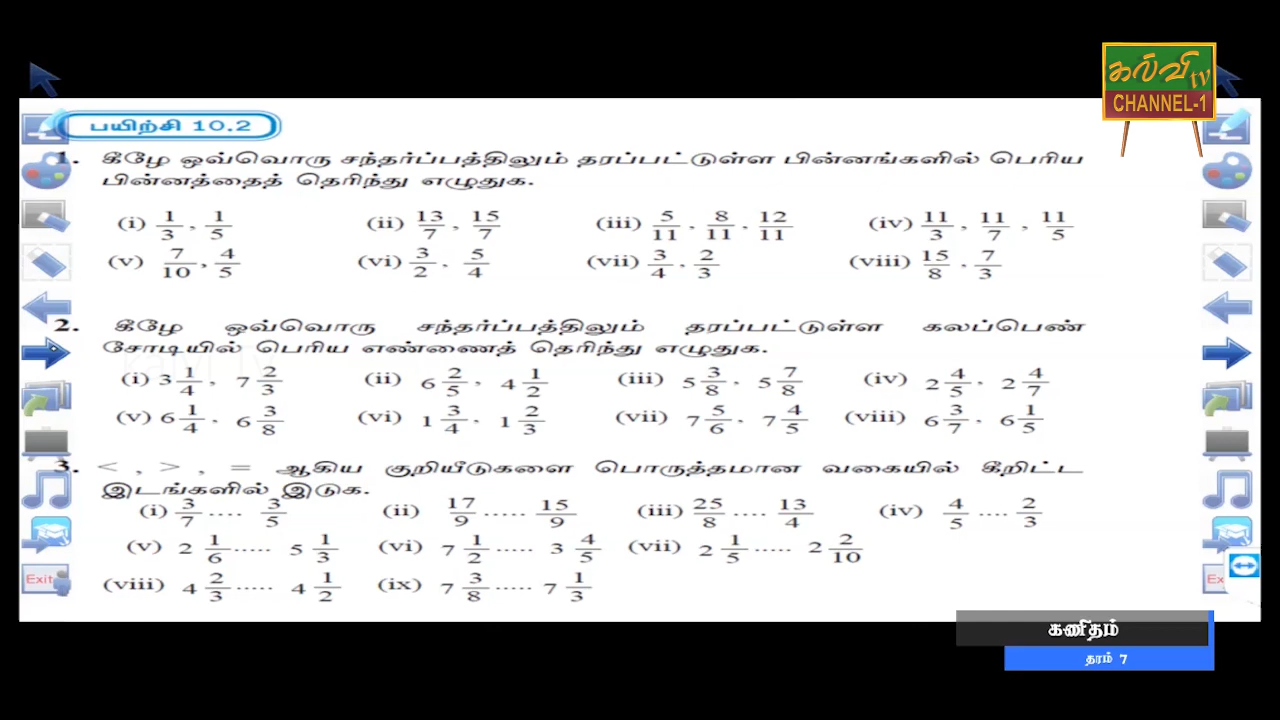 கல்வி tv
CHANNEL-1
பயிற்சி 10.2
1. கீழே ஒவ்வொரு சந்தர்ப்பத்திலும் தரப்பட்டுள்ள பின்னங்களில் பெரிய
பின்னத்தைத் தெரிந்து எழுதுக.
(i) 1/3 , 1/5 (ii) 13/7 , 15/7 (iii) 5/11 , 8/11 , 12/11 (iv) 11/3 , 11/7 , 11/5
(v) 7/10 , 4/5 (vi) 3/2 , 5/4 (vii) 3/4 , 2/3 (viii) 15/8 , 7/3
2. கீழே ஒவ்வொரு சந்தர்ப்பத்திலும் தரப்பட்டுள்ள கலப்பெண்
சோடியில் பெரிய எண்ணைத் தெரிந்து எழுதுக.
(i) 3 1/4 , 7 2/3 (ii) 6 2/5 , 4 1/2 (iii) 5 3/8 , 5 7/8 (iv) 2 4/5 , 2 4/7
(v) 6 1/4 , 6 3/8 (vi) 1 3/4 , 1 2/3 (vii) 7 5/6 , 7 4/5 (viii) 6 3/7 , 6 1/5
3. < , > , = ஆகிய குறியீடுகளை பொருத்தமான வகையில் கீறிட்ட
இடங்களில் இடுக.
(i) 3/7 .... 3/5 (ii) 17/9 ..... 15/9 (iii) 25/8 .... 13/4 (iv) 4/5 .... 2/3
(v) 2 1/6 ..... 5 1/3 (vi) 7 1/2 ..... 3 4/5 (vii) 2 1/5 ..... 2 2/10
(viii) 4 2/3 ..... 4 1/2 (ix) 7 3/8 ..... 7 1/3
Exit
கணிதம்
தரம் 7